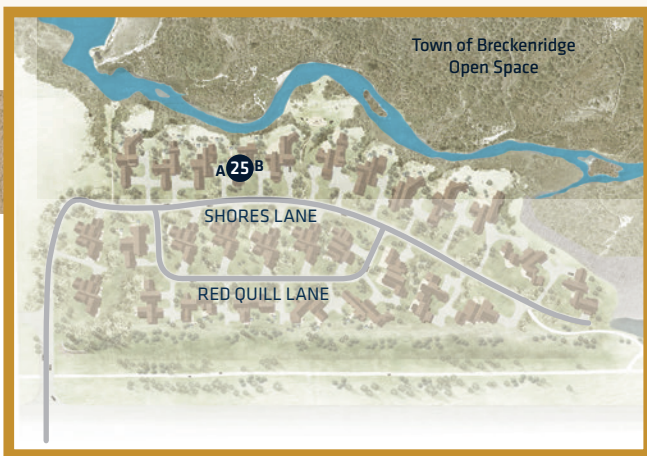 Town of Breckenridge
Open Space
A 25 B
SHORES LANE
RED QUILL LANE